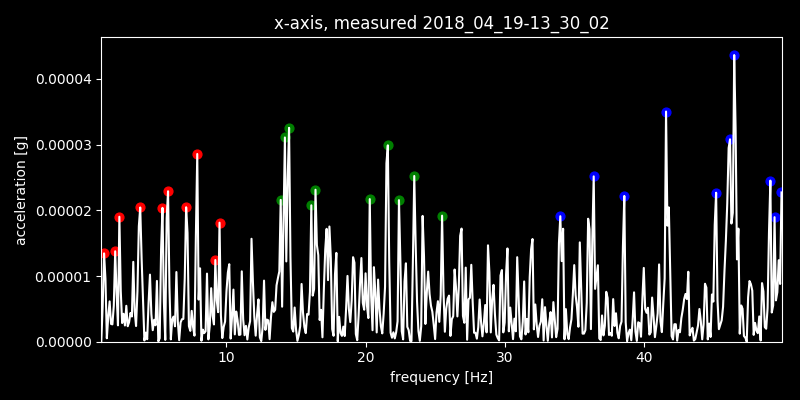 x-axis, measured 2018_04_19-13_30_02
acceleration [g]
0.00004
0.00003
0.00002
0.00001
0.00000
10 20 30 40
frequency [Hz]